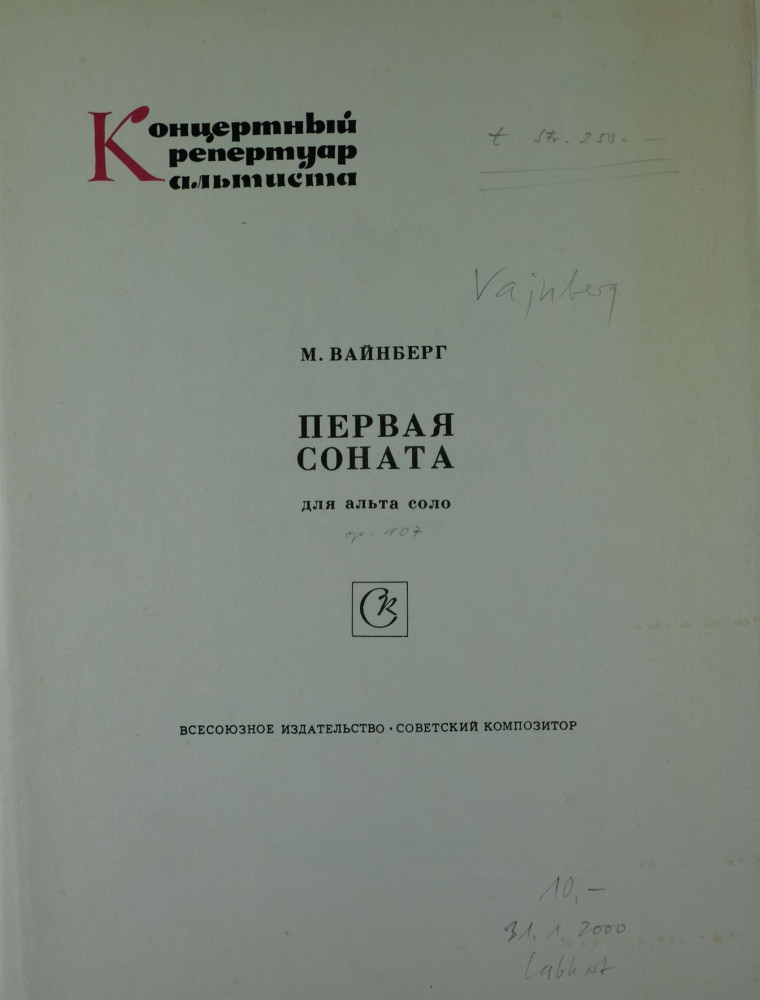 Концертный
репертуар
альтиста
250.-
Vajnberg
М. ВАЙНБЕРГ
ПЕРВАЯ
СОНАТА
для альта соло
op. 107
СК
ВСЕСОЮЗНОЕ ИЗДАТЕЛЬСТВО · СОВЕТСКИЙ КОМПОЗИТОР
10,-
31. 1. 2000